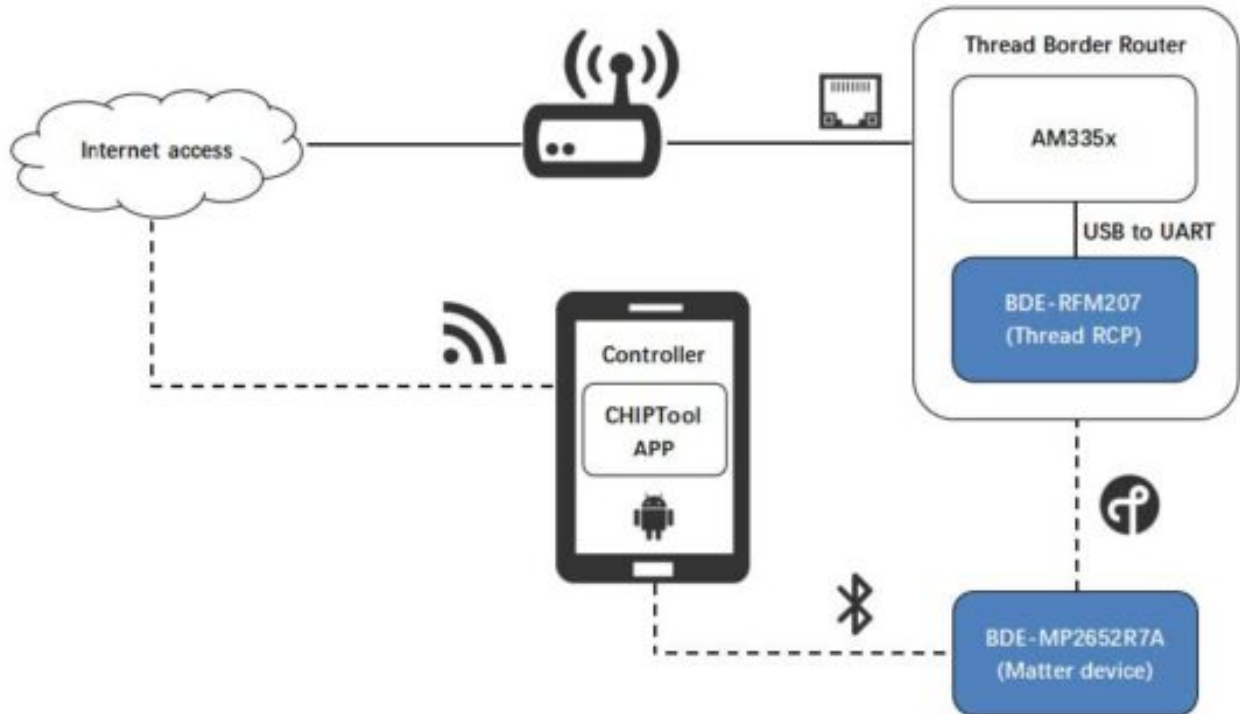 Thread Border Router
AM335x
Internet access
USB to UART
BDE-RFM207
(Thread RCP)
Controller
CHIPTool
APP
BDE-MP2652R7A
(Matter device)